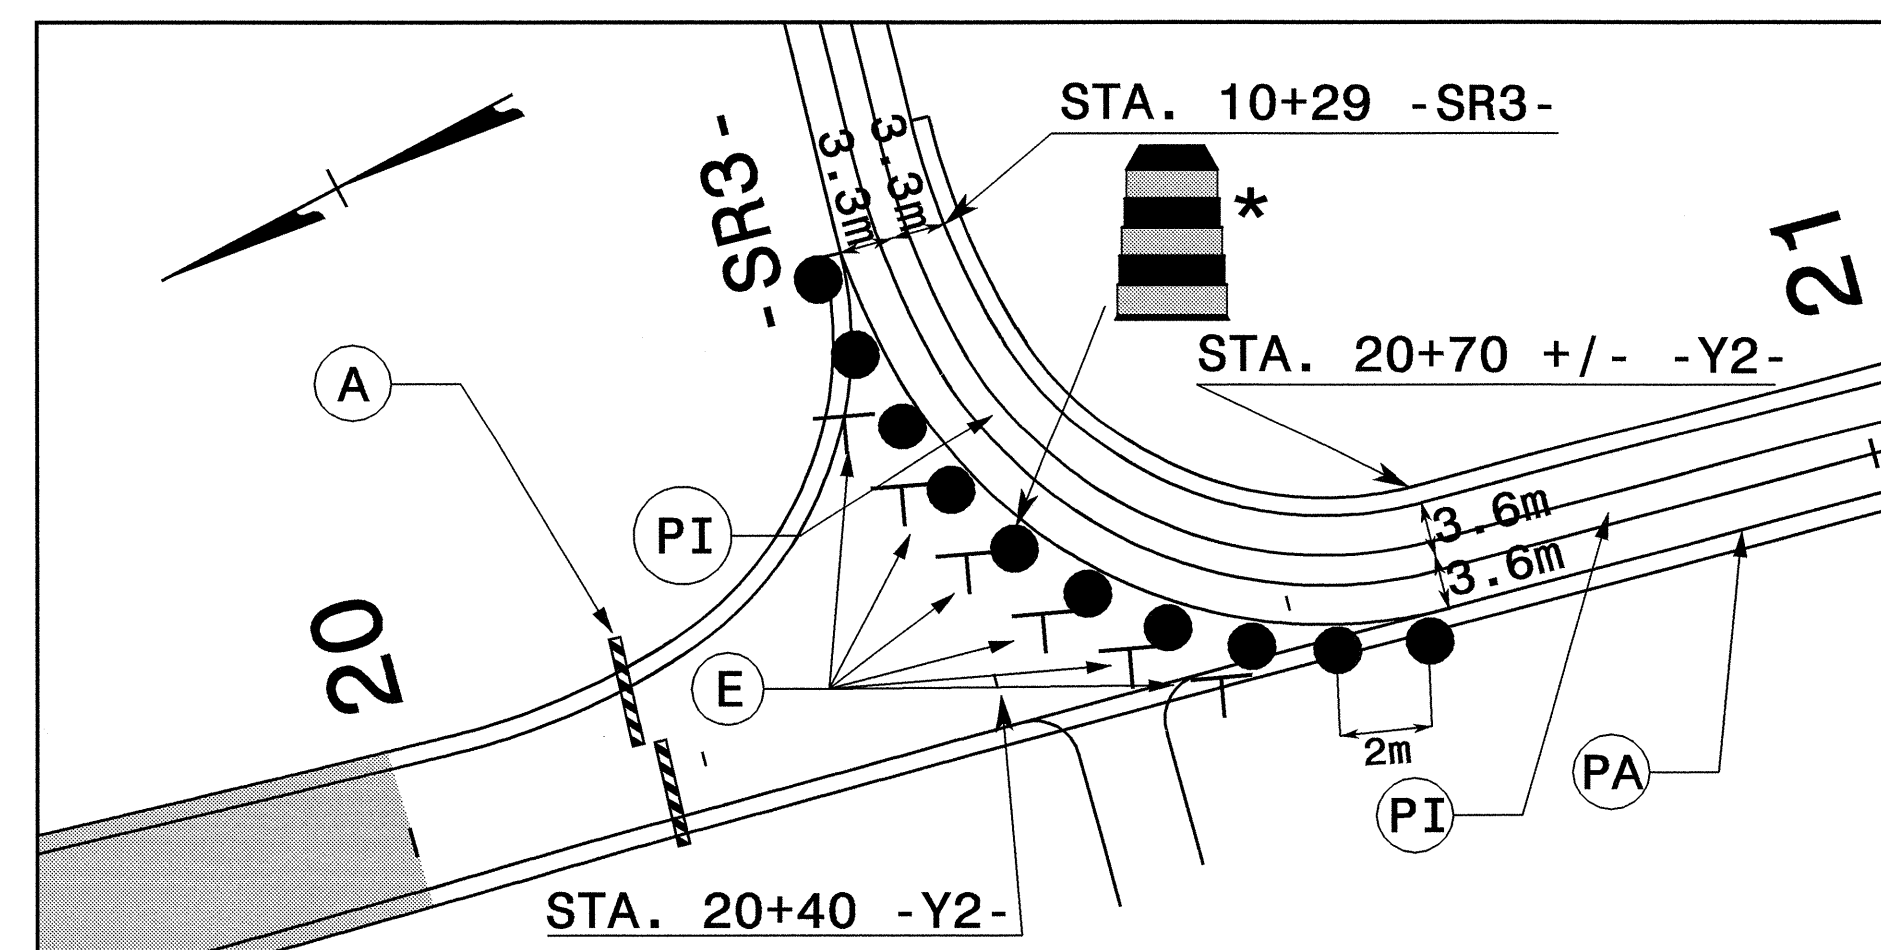 STA. 10+29 -SR3-
3.3m
3.3m
-SR3-
*
21
STA. 20+70 +/- -Y2-
A
PI
3.6m
3.6m
20
E
2m
PA
PI
STA. 20+40 -Y2-